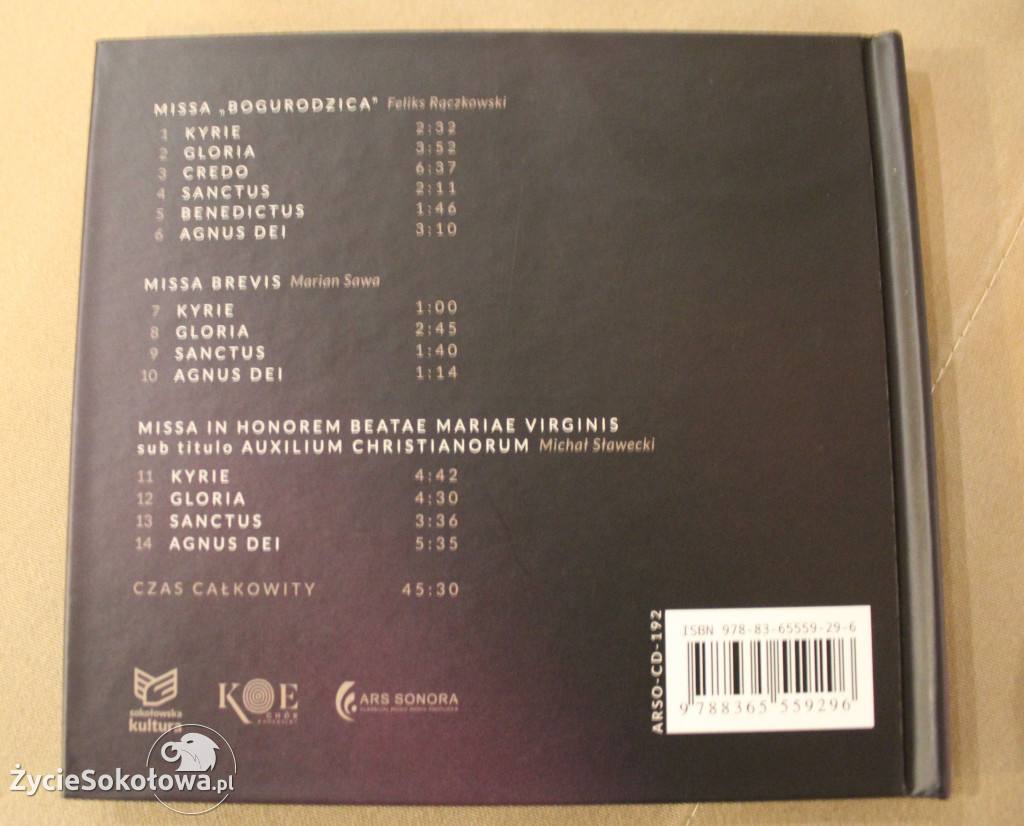 MISSA „BOGURODZICA” Feliks Rączkowski
1 KYRIE 2:32
2 GLORIA 3:52
3 CREDO 6:37
4 SANCTUS 2:11
5 BENEDICTUS 1:46
6 AGNUS DEI 3:10
MISSA BREVIS Marian Sawa
7 KYRIE 1:00
8 GLORIA 2:45
9 SANCTUS 1:40
10 AGNUS DEI 1:14
MISSA IN HONOREM BEATAE MARIAE VIRGINIS
sub titulo AUXILIUM CHRISTIANORUM Michał Sławecki
11 KYRIE 4:42
12 GLORIA 4:30
13 SANCTUS 3:36
14 AGNUS DEI 5:35
CZAS CAŁKOWITY 45:30
ARSO-CD-192
ISBN 978-83-65559-29-6
9 788365 559296
sokołowska
kultura
KOE
CHÓR
ARS SONORA
ŻycieSokołowa.pl